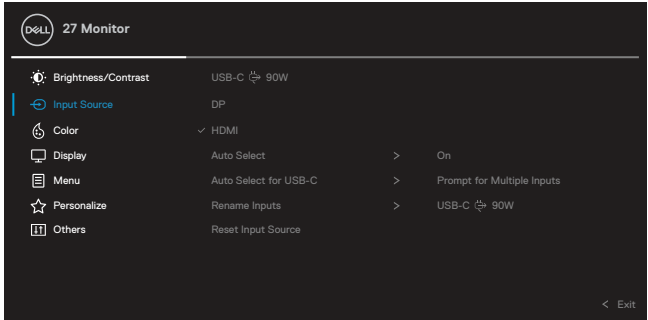 DELL 27 Monitor
Brightness/Contrast USB-C 90W
Input Source DP
Color ✓ HDMI
Display Auto Select > On
Menu Auto Select for USB-C > Prompt for Multiple Inputs
Personalize Rename Inputs > USB-C 90W
Others Reset Input Source
< Exit